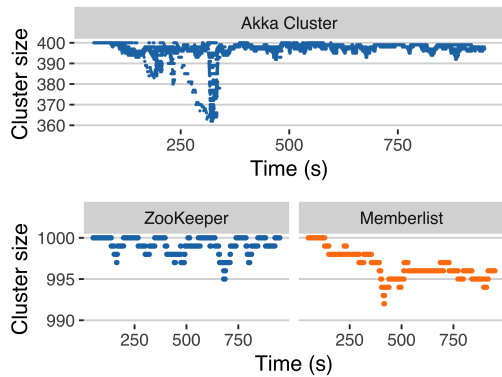 Akka Cluster
Cluster size
400
390
380
370
360
250 500 750
Time (s)
ZooKeeper Memberlist
Cluster size
1000
995
990
250 500 750 250 500 750
Time (s)